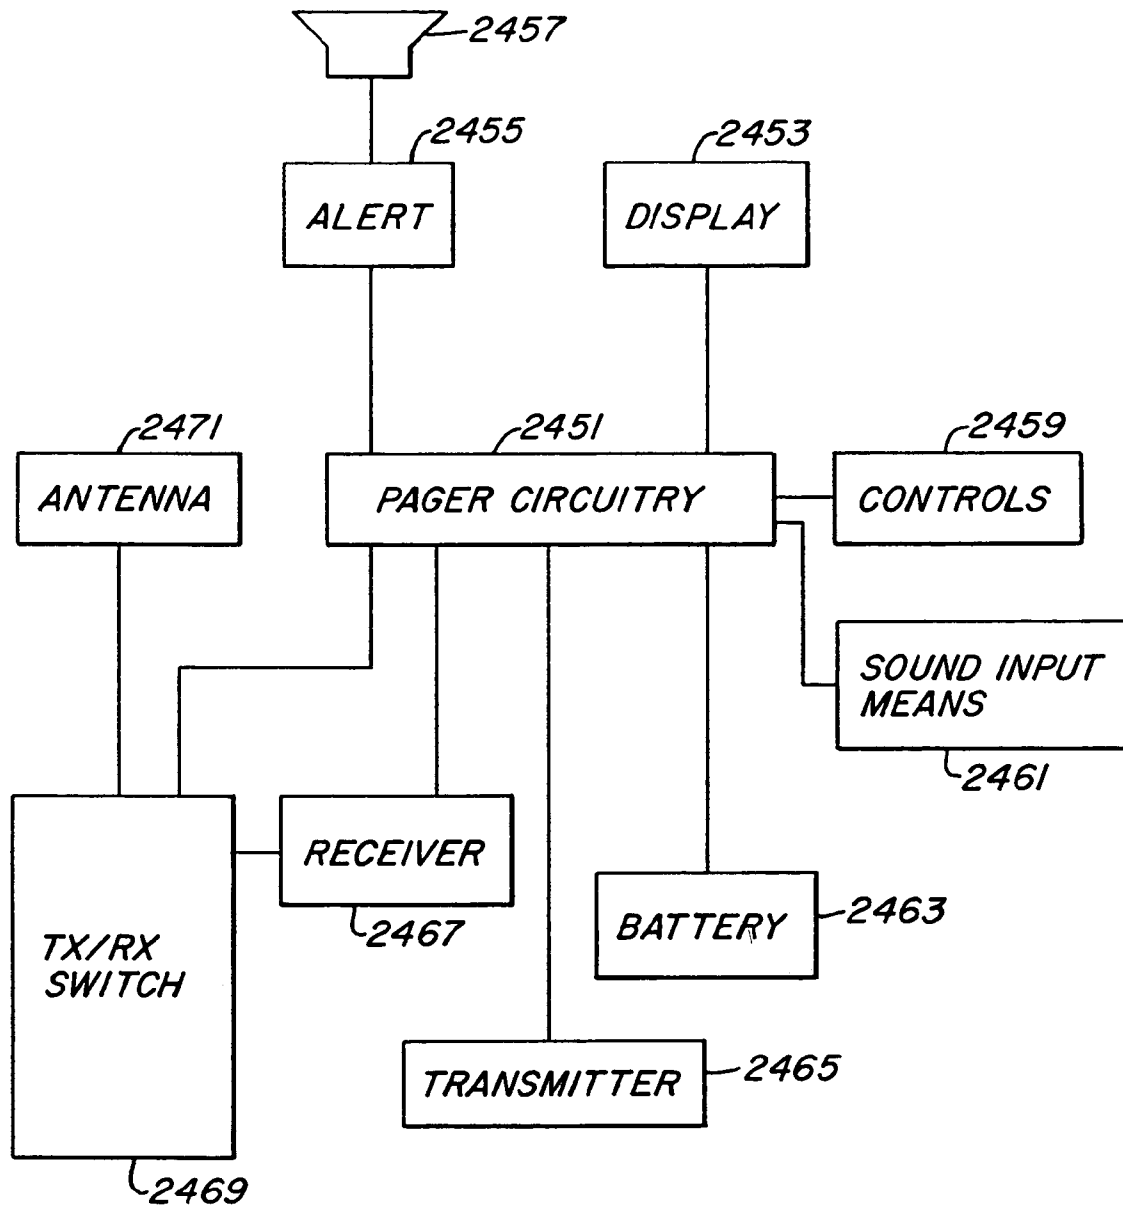 2457
2455
2453
ALERT
DISPLAY
2471
2451
2459
ANTENNA
PAGER CIRCUITRY
CONTROLS
SOUND INPUT
MEANS
2461
RECEIVER
2467
BATTERY
2463
TX/RX
SWITCH
TRANSMITTER
2465
2469